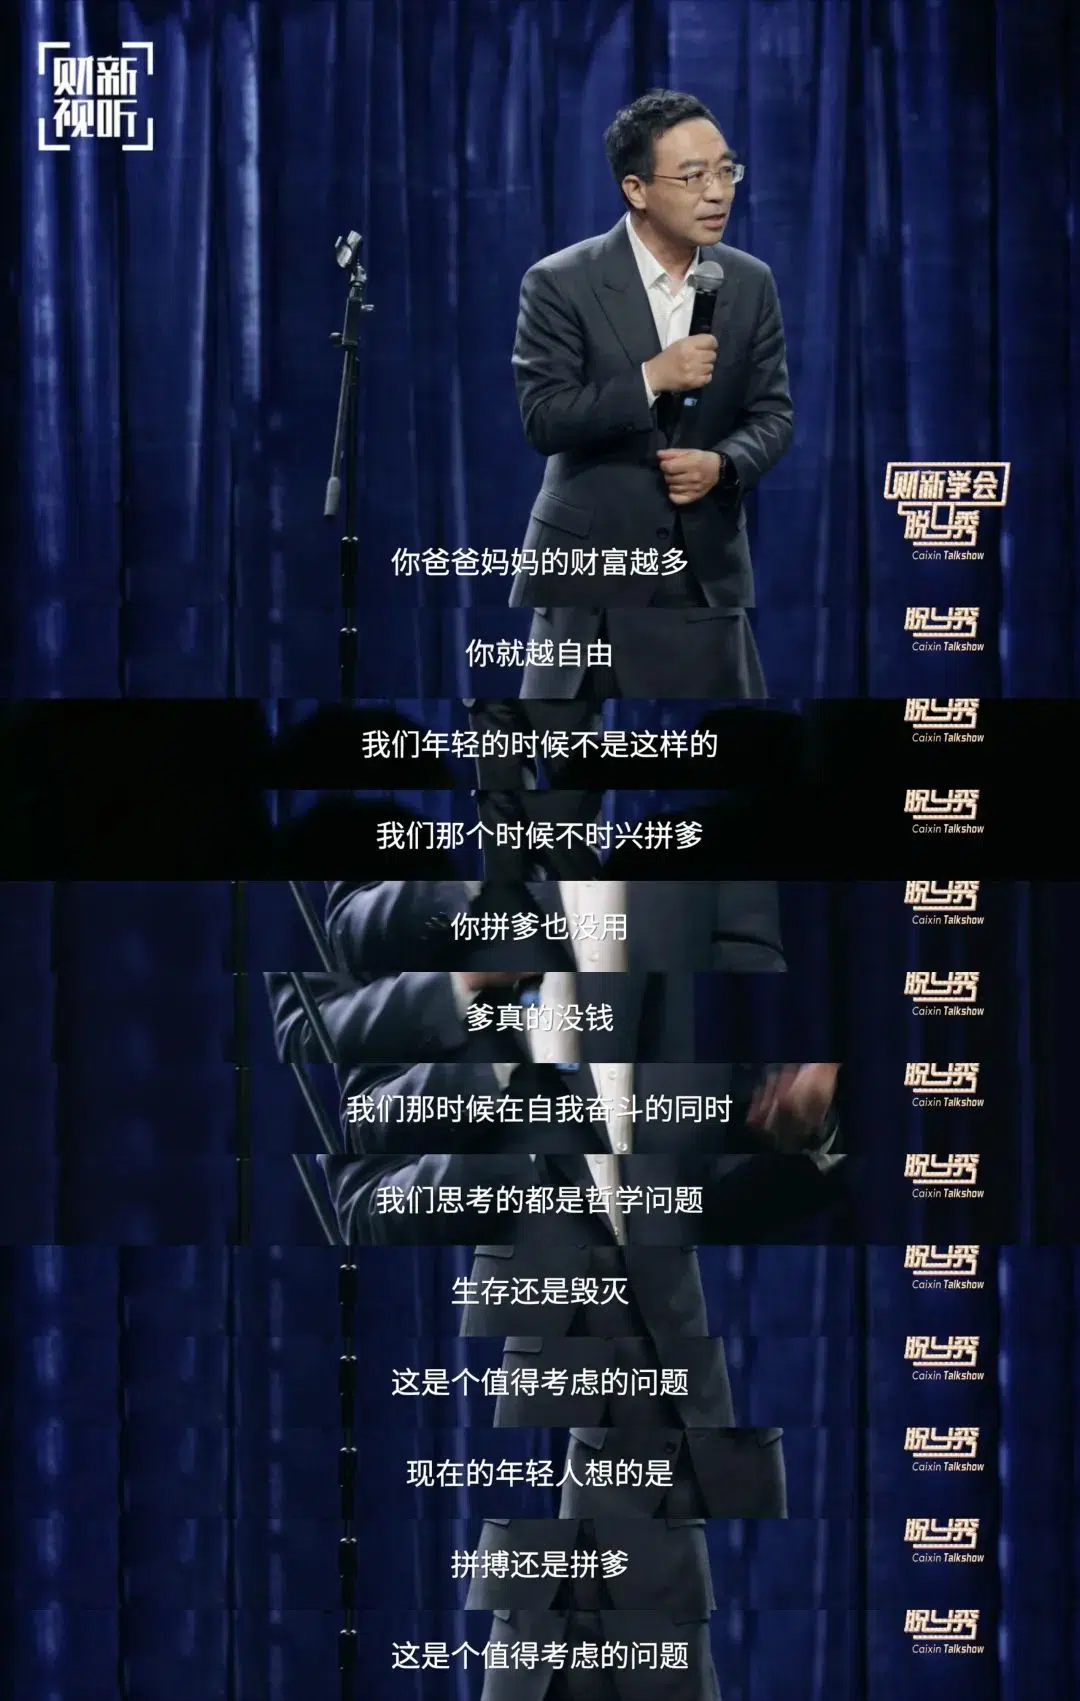 财新
视听
财新学会
脱口秀
Caixin Talkshow
你爸爸妈妈的财富越多
脱口秀
Caixin Talkshow
你就越自由
脱口秀
Caixin Talkshow
我们年轻的时候不是这样的
脱口秀
Caixin Talkshow
我们那个时候不时兴拼爹
脱口秀
Caixin Talkshow
你拼爹也没用
脱口秀
Caixin Talkshow
爹真的没钱
脱口秀
Caixin Talkshow
我们那时候在自我奋斗的同时
脱口秀
Caixin Talkshow
我们思考的都是哲学问题
脱口秀
Caixin Talkshow
生存还是毁灭
脱口秀
Caixin Talkshow
这是个值得考虑的问题
脱口秀
Caixin Talkshow
现在的年轻人想的是
脱口秀
Caixin Talkshow
拼搏还是拼爹
脱口秀
Caixin Talkshow
这是个值得考虑的问题